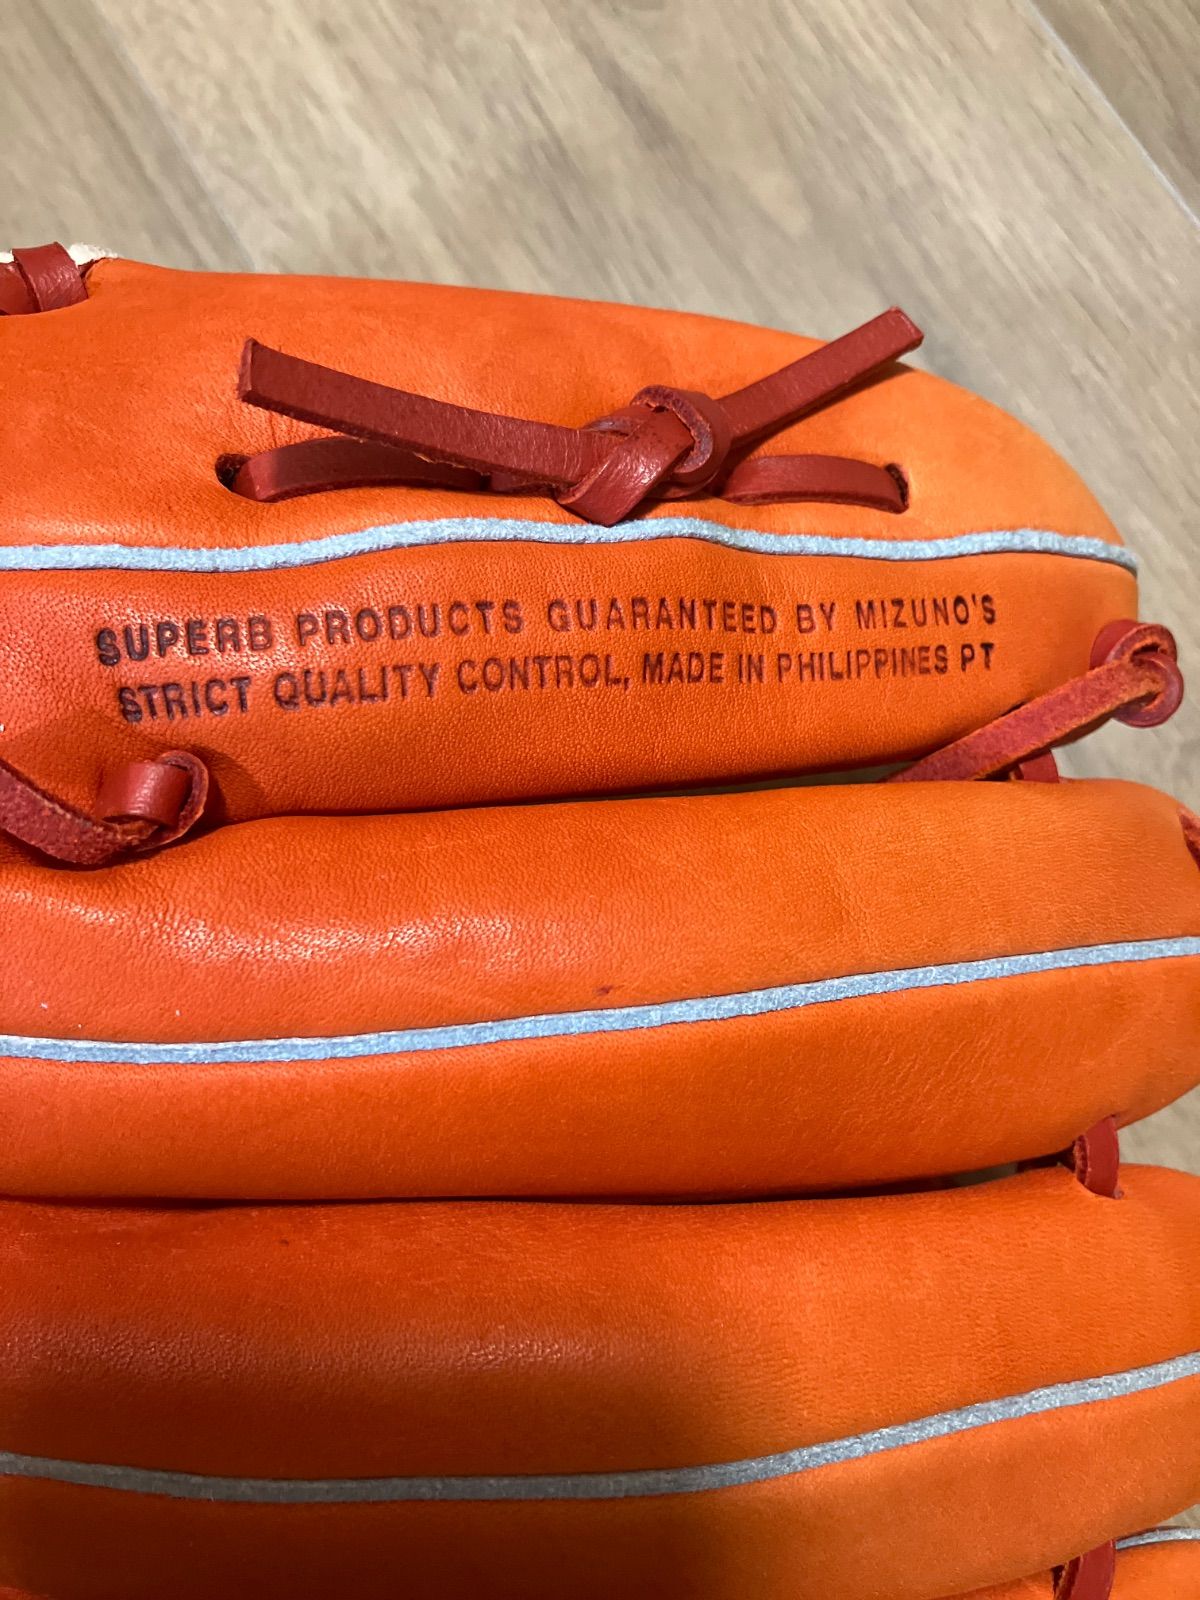 SUPERB PRODUCTS GUARANTEED BY MIZUNO'S
STRICT QUALITY CONTROL, MADE IN PHILIPPINES PT